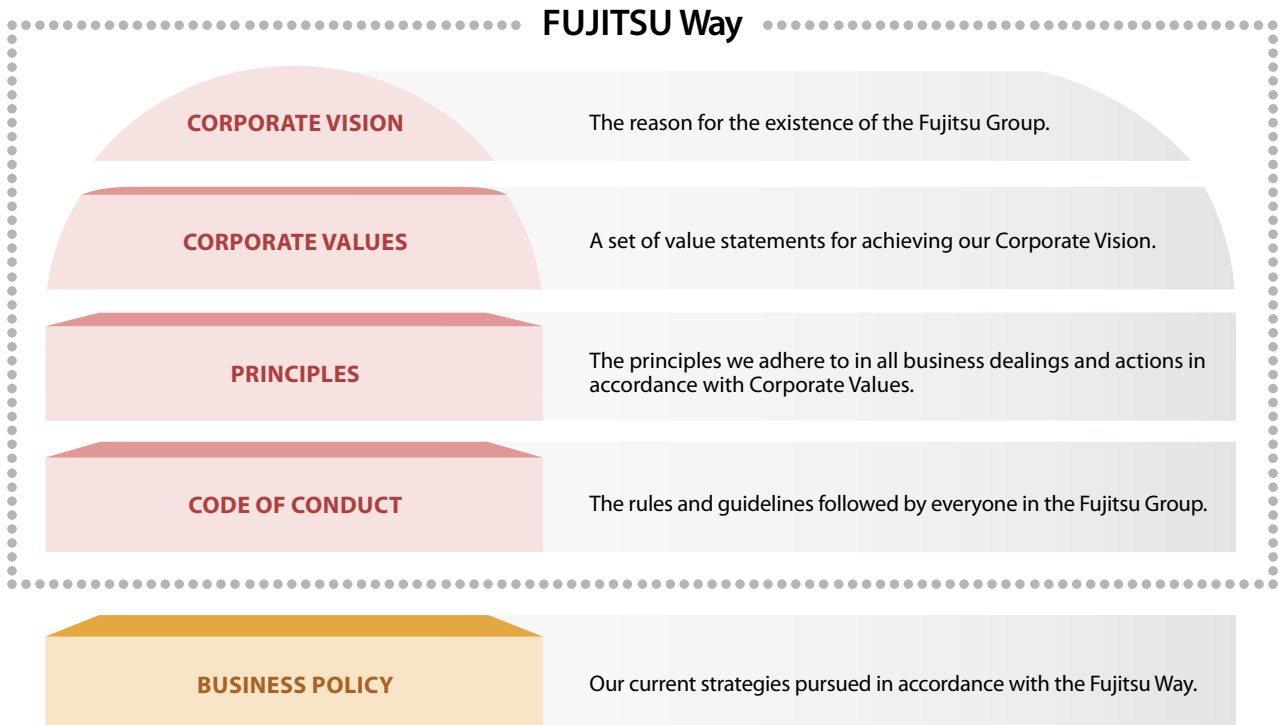 FUJITSU Way
CORPORATE VISION
The reason for the existence of the Fujitsu Group.
CORPORATE VALUES
A set of value statements for achieving our Corporate Vision.
PRINCIPLES
The principles we adhere to in all business dealings and actions in
accordance with Corporate Values.
CODE OF CONDUCT
The rules and guidelines followed by everyone in the Fujitsu Group.
BUSINESS POLICY
Our current strategies pursued in accordance with the Fujitsu Way.